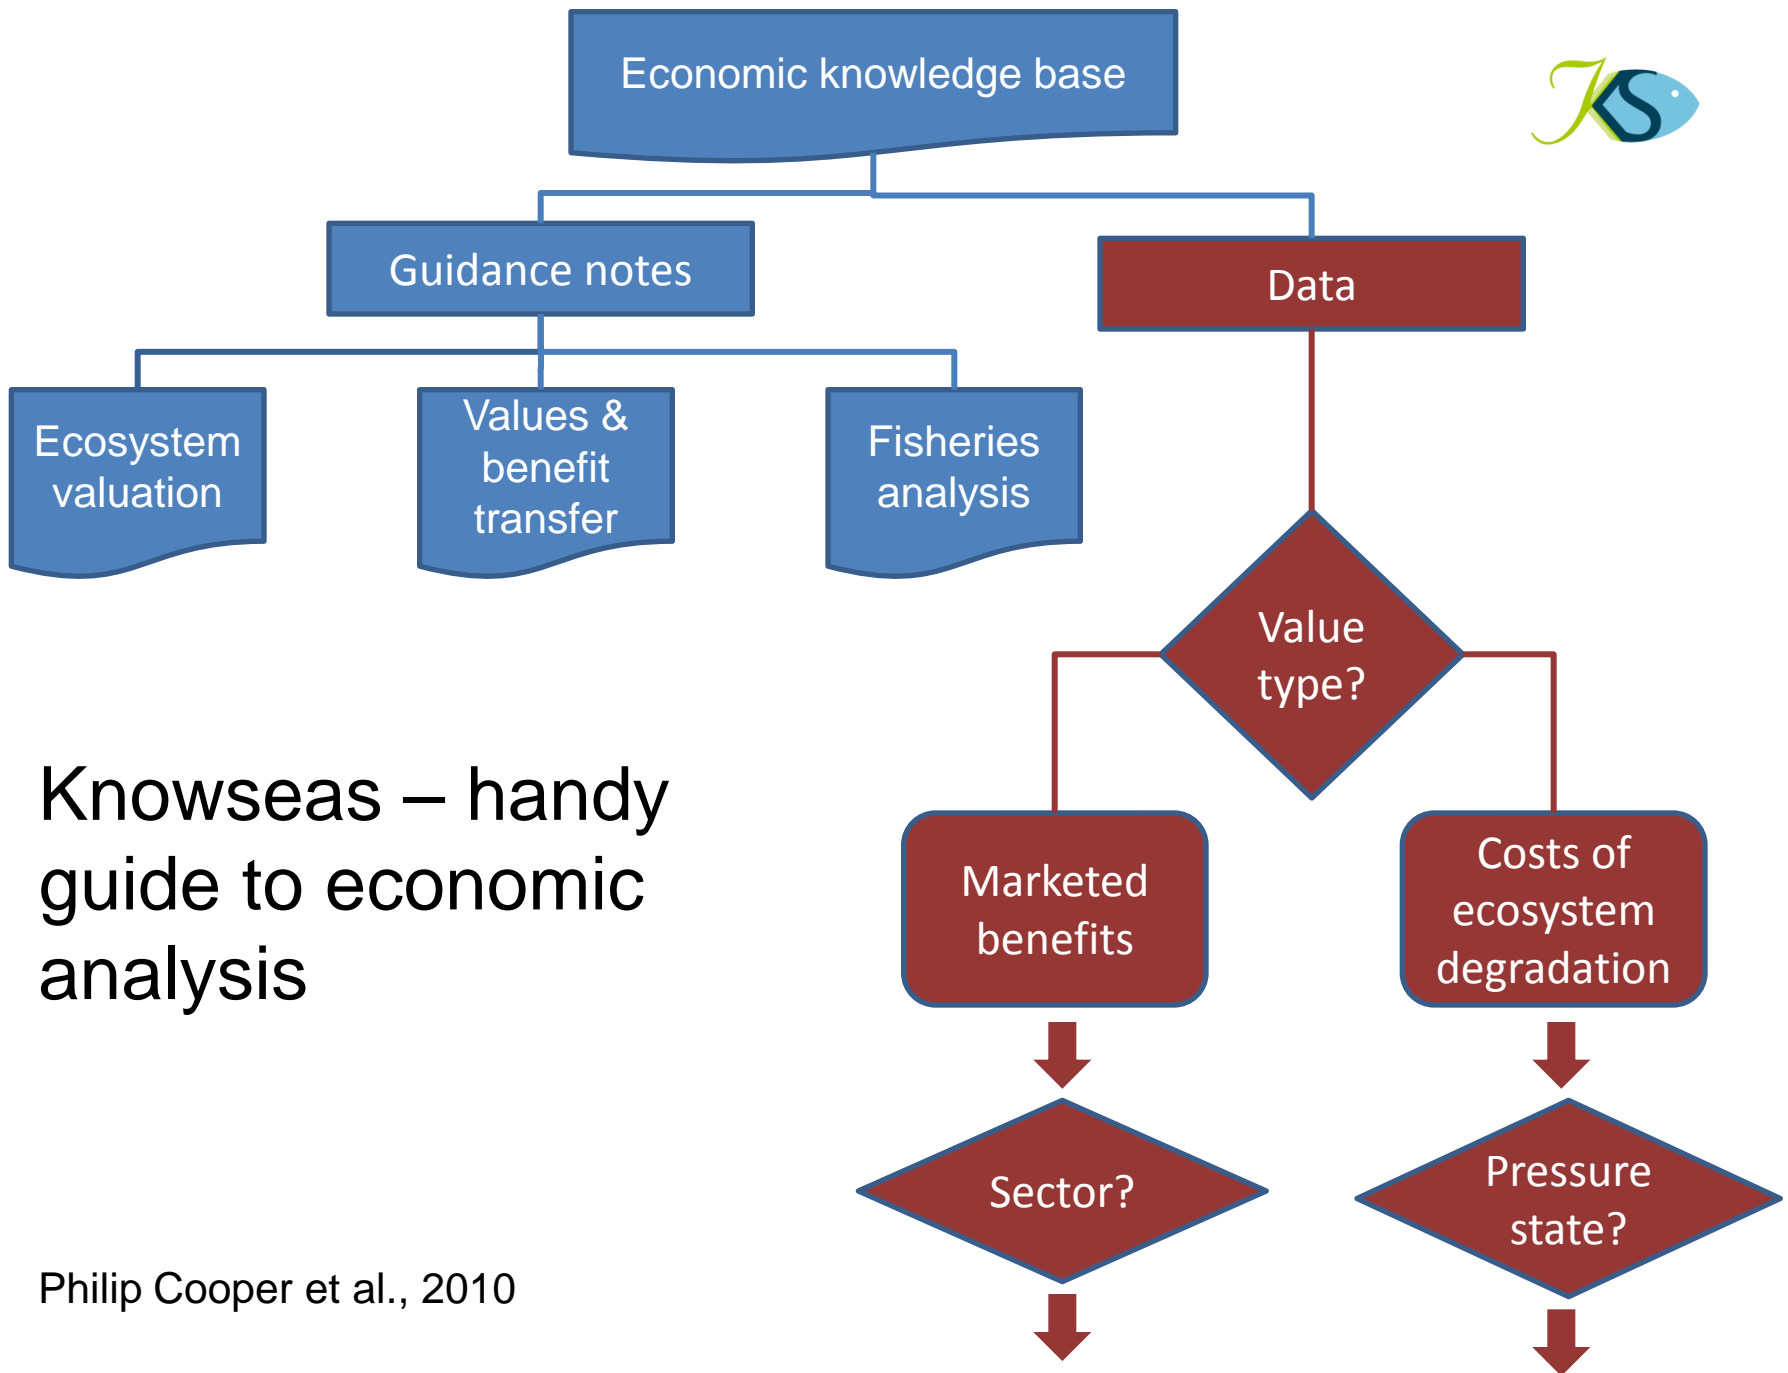 Economic knowledge base
KS
Guidance notes
Data
Ecosystem
valuation
Values &
benefit
transfer
Fisheries
analysis
Value
type?
Knowseas – handy
guide to economic
analysis
Marketed
benefits
Costs of
ecosystem
degradation
Sector?
Pressure
state?
Philip Cooper et al., 2010